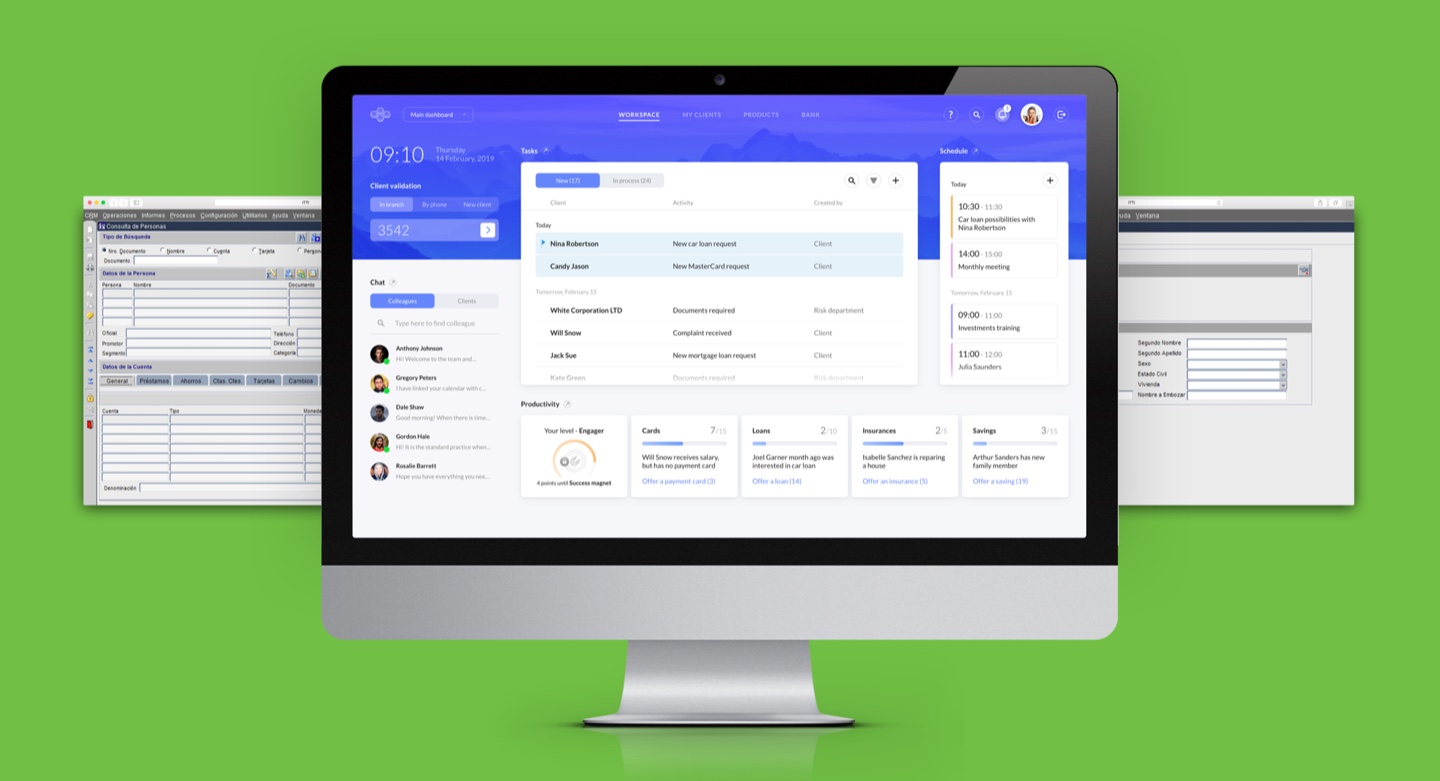 Main dashboard
WORKSPACE
MY CLIENTS
PRODUCTS
BANK
?
3
09:10
Thursday
14 February, 2019
Client validation
In branch
By phone
New client
3542
Chat
Colleagues
Clients
Type here to find colleague
Anthony Johnson
Hi! Welcome to the team and...
Gregory Peters
I have linked your calendar with c...
Dale Shaw
Good morning! When there is time...
Gordon Hale
Hi! It is the standard practice when...
Rosalie Barrett
Hope you have everything you nee...
Tasks
New (17)
In process (24)
Client Activity Created by
Today
Nina Robertson New car loan request Client
Candy Jason New MasterCard request Client
Tomorrow, February 15
White Corporation LTD Documents required Risk department
Will Snow Complaint received Client
Jack Sue New mortgage loan request Client
Kate Green Documents required Risk department
Schedule
Today
10:30 - 11:30
Car loan possibilities with
Nina Robertson
14:00 - 15:00
Monthly meeting
Tomorrow, February 15
09:00 - 11:00
Investments training
11:00 - 12:00
Julia Saunders
Productivity
Your level - Engager
4 points until Success magnet
Cards 7/15
Will Snow receives salary,
but has no payment card
Offer a payment card (3)
Loans 2/10
Joel Garner month ago was
interested in car loan
Offer a loan (14)
Insurances 2/5
Isabelle Sanchez is reparing
a house
Offer an insurance (5)
Savings 3/15
Arthur Sanders has new
family member
Offer a saving (19)
CRM Operaciones Informes Procesos Configuración Utilitarios Ayuda Ventana
Consulta de Personas
Tipo de Búsqueda
Nro. Documento Nombre Cuenta Tarjeta Persona
Documento
Datos de la Persona
Persona Nombre Documento
Oficial Teléfono
Promotor Dirección
Segmento Categoria
Datos de la Cuenta
General Préstamos Ahorros Ctas. Ctes. Tarjetas Cambios
Cuenta Tipo Moneda
Denominación
Ventana
Segundo Nombre
Segundo Apellido
Sexo
Estado Civil
Vivienda
Nombre a Embozar